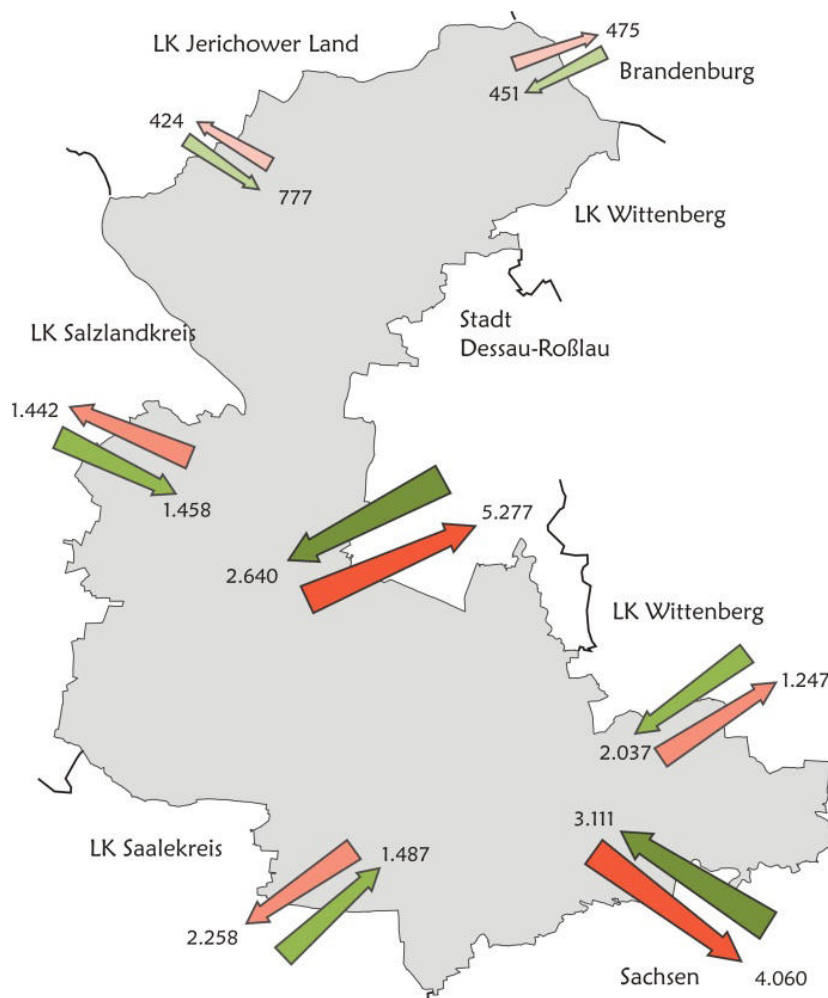 LK Jerichower Land
475
Brandenburg
451
424
777
LK Wittenberg
LK Salzlandkreis
Stadt
Dessau-Roßlau
1.442
1.458
5.277
2.640
LK Wittenberg
1.247
2.037
3.111
LK Saalekreis
1.487
2.258
Sachsen
4.060